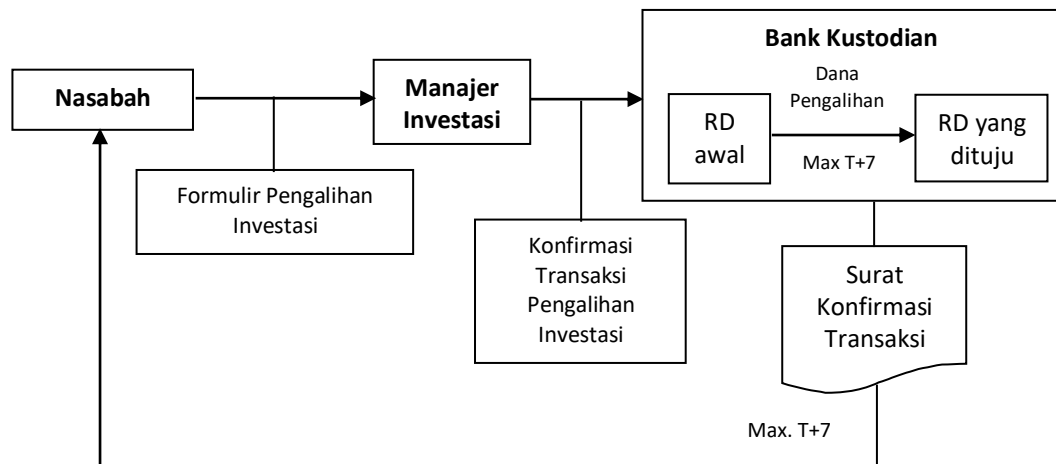 Nasabah
Manajer
Investasi
Bank Kustodian
Dana
Pengalihan
RD
awal
Max T+7
RD yang
dituju
Formulir Pengalihan
Investasi
Konfirmasi
Transaksi
Pengalihan
Investasi
Surat
Konfirmasi
Transaksi
Max. T+7